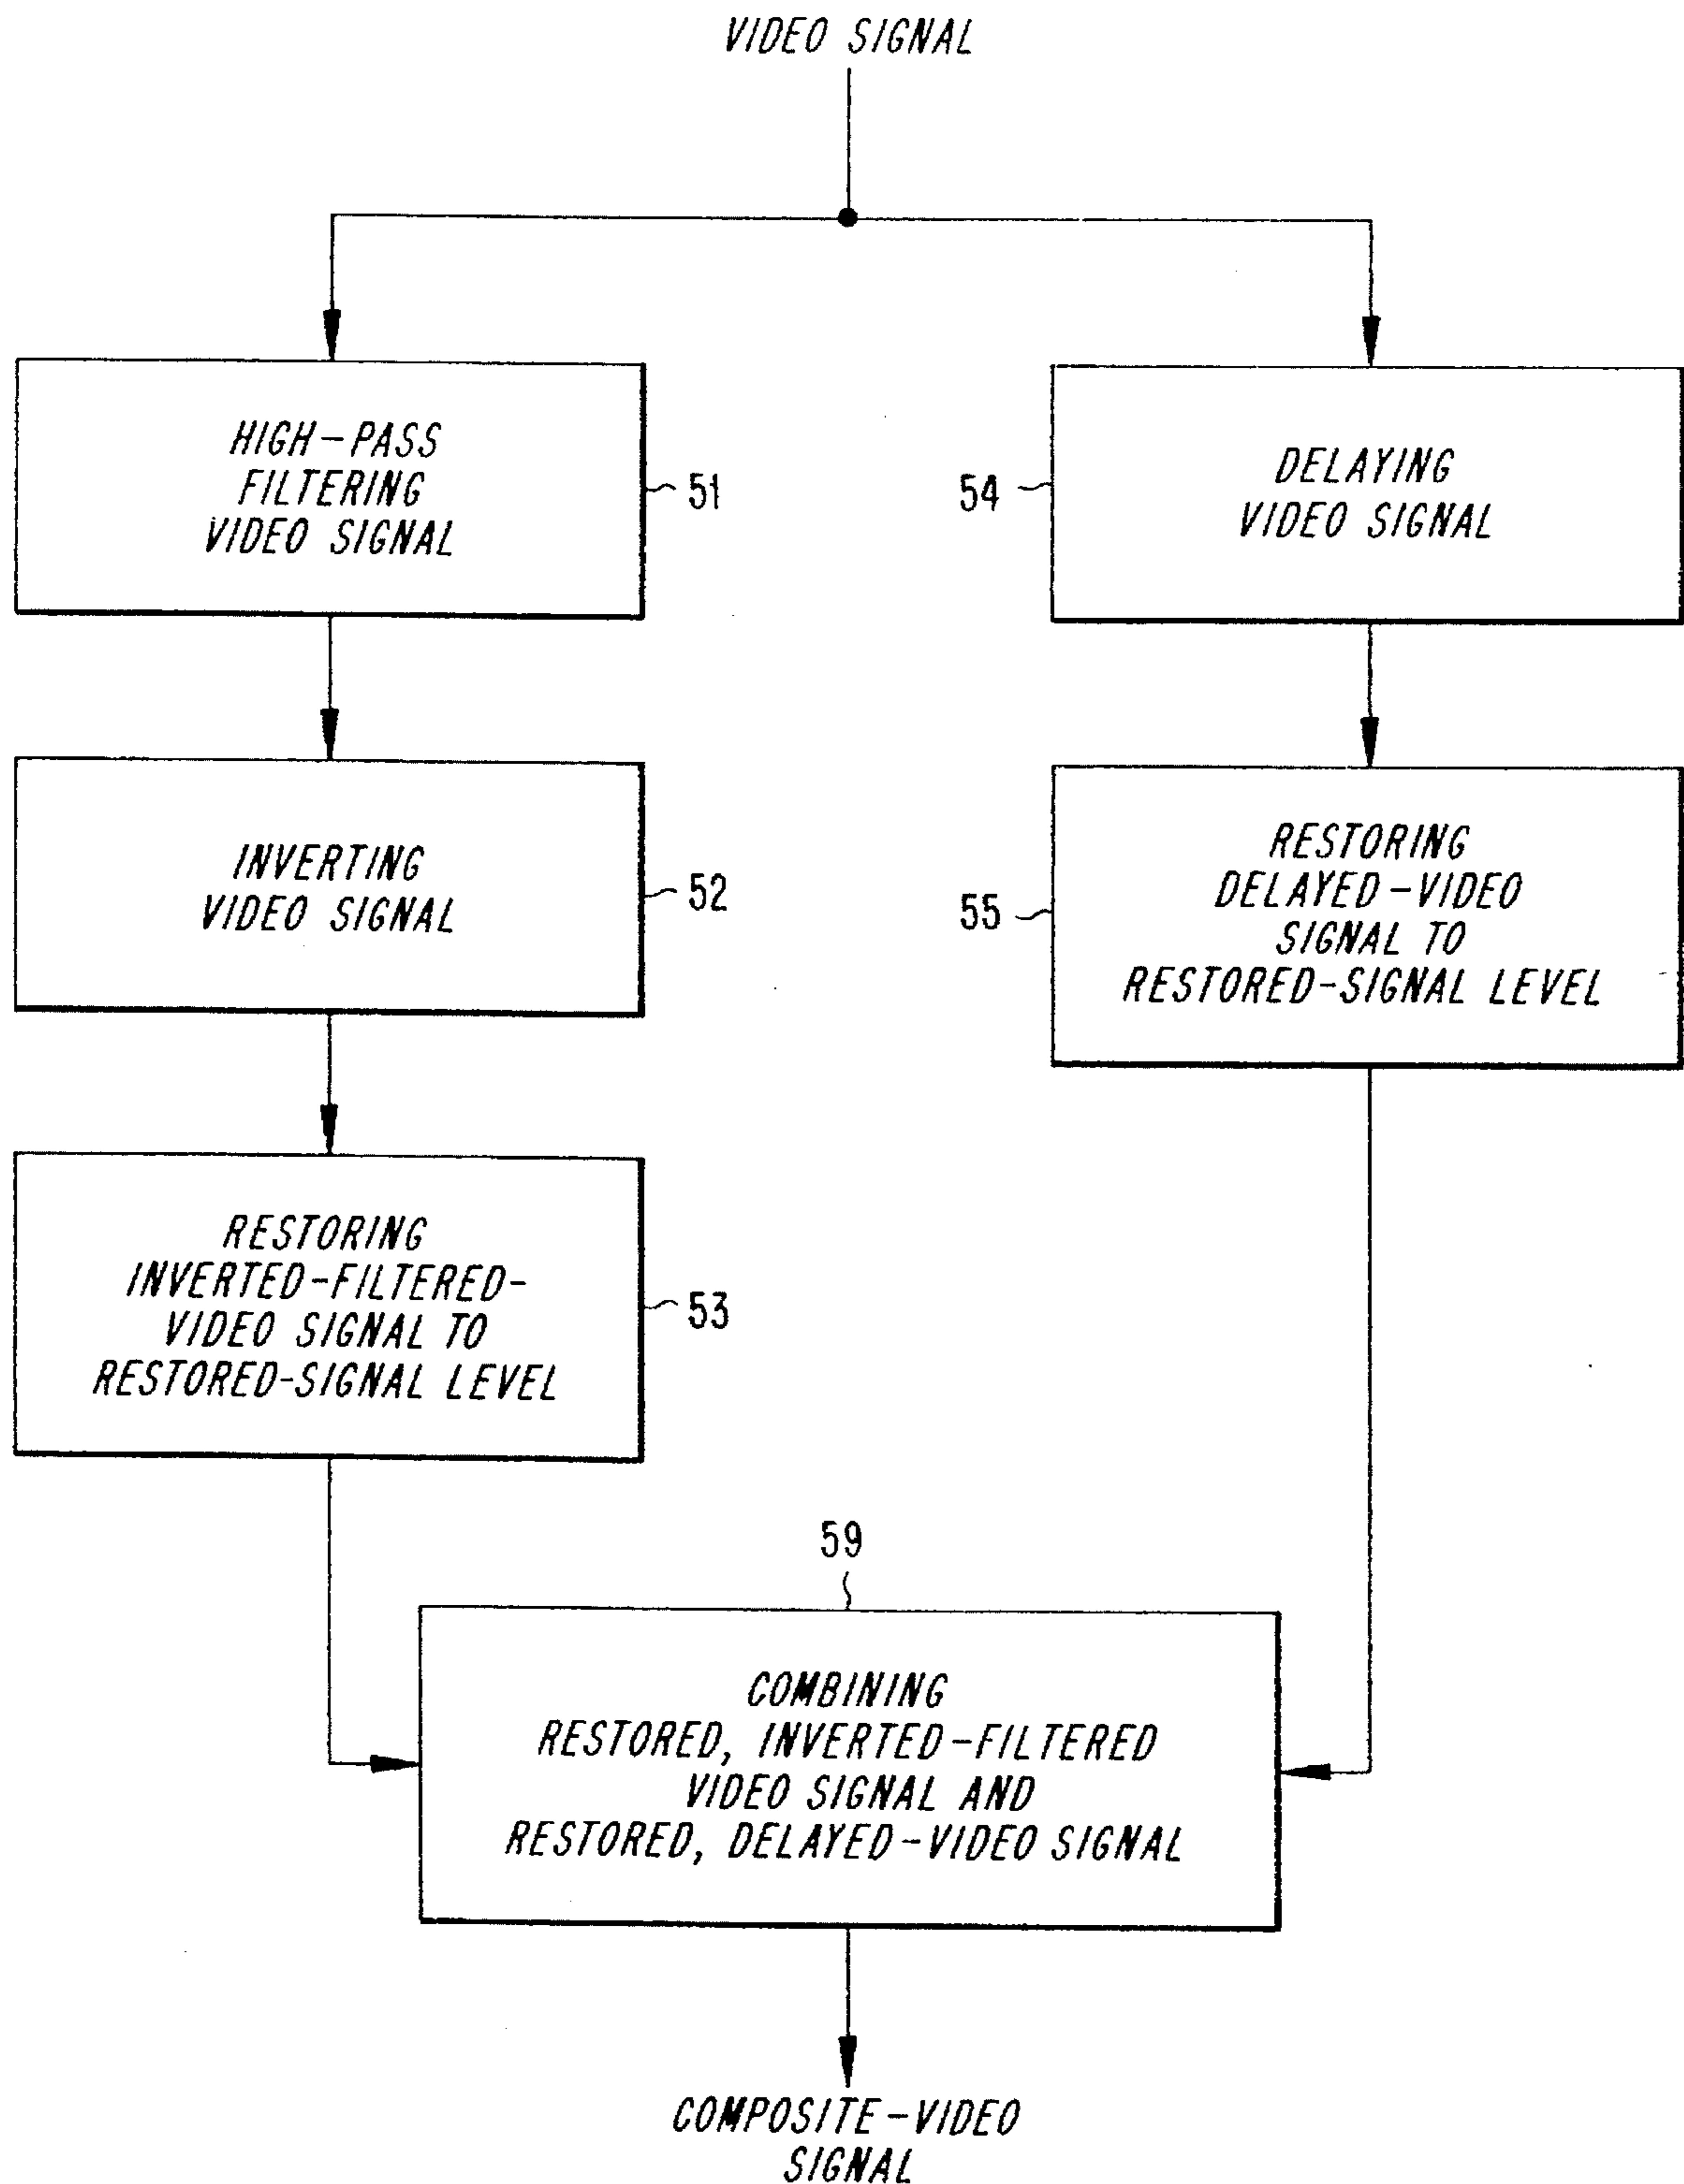 VIDEO SIGNAL
HIGH-PASS
FILTERING
VIDEO SIGNAL
51
INVERTING
VIDEO SIGNAL
52
RESTORING
INVERTED-FILTERED-
VIDEO SIGNAL TO
RESTORED-SIGNAL LEVEL
53
54
DELAYING
VIDEO SIGNAL
55
RESTORING
DELAYED-VIDEO
SIGNAL TO
RESTORED-SIGNAL LEVEL
59
COMBINING
RESTORED, INVERTED-FILTERED
VIDEO SIGNAL AND
RESTORED, DELAYED-VIDEO SIGNAL
COMPOSITE-VIDEO
SIGNAL